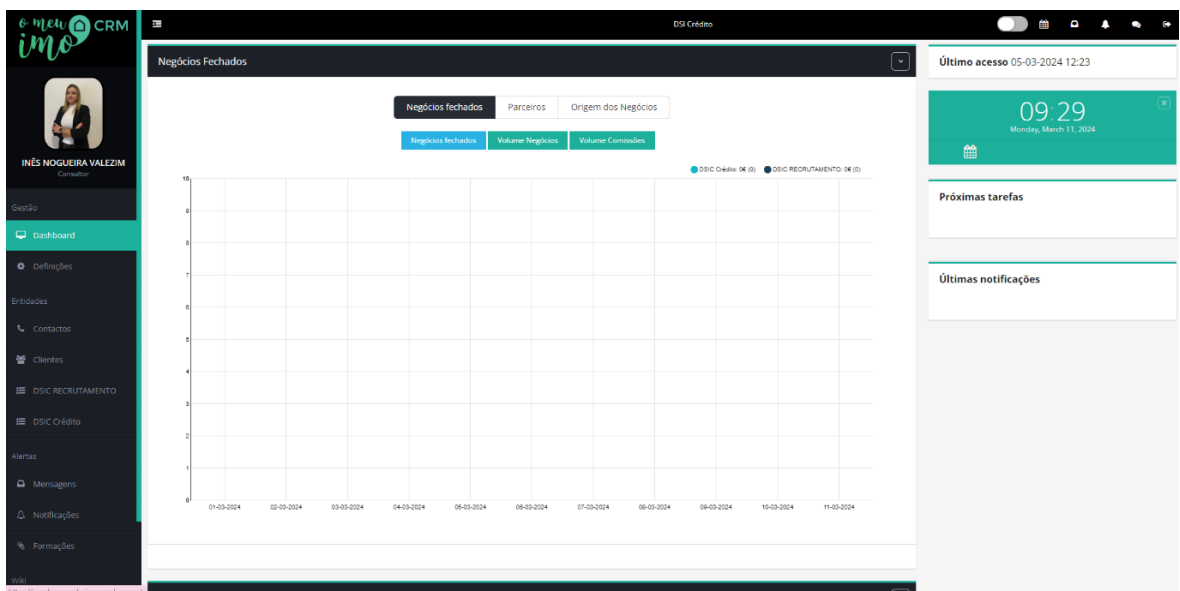 o meu CRM
imo
INÊS NOGUEIRA VALEZIM
Consultor
Gestão
Dashboard
Definições
Entidades
Contactos
Clientes
DSIC RECRUTAMENTO
DSIC Crédito
Alertas
Mensagens
Notificações
Formações
Wiki
DSI Crédito
Negócios Fechados
Negócios fechados Parceiros Origem dos Negócios
Negócios fechados Volume Negócios Volume Comissões
DSIC Crédito: 0€ (0) DSIC RECRUTAMENTO: 0€ (0)
10
9
8
7
6
5
4
3
2
1
0
01-03-2024 02-03-2024 03-03-2024 04-03-2024 05-03-2024 06-03-2024 07-03-2024 08-03-2024 09-03-2024 10-03-2024 11-03-2024
Último acesso 05-03-2024 12:23
09:29
Monday, March 11, 2024
Próximas tarefas
Últimas notificações